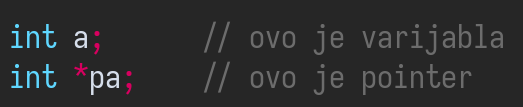 int a;      // ovo je varijabla
int *pa;    // ovo je pointer